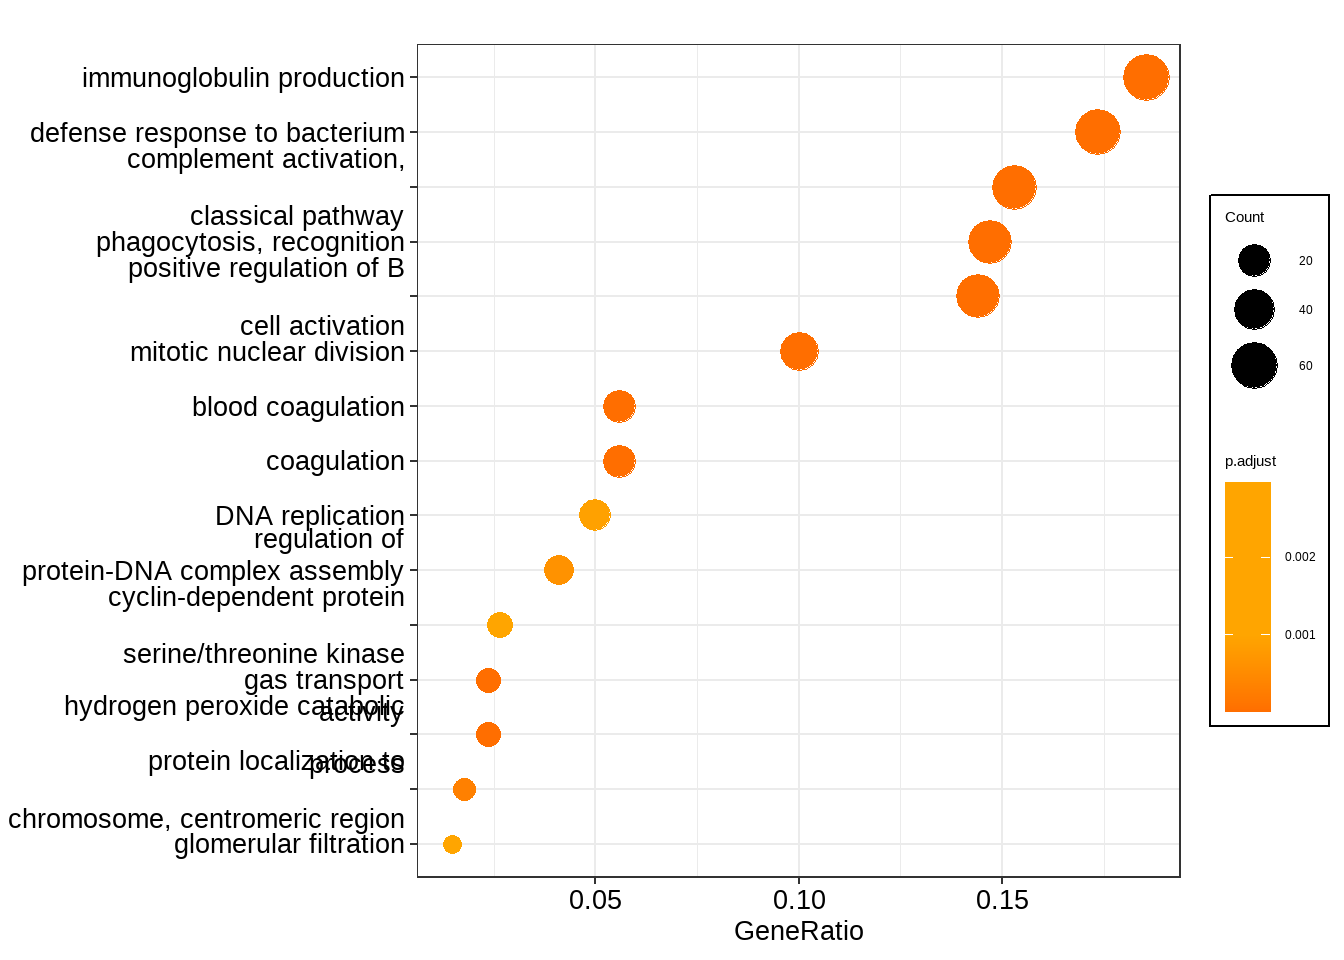 immunoglobulin production
defense response to bacterium
complement activation,
classical pathway
phagocytosis, recognition
positive regulation of B
cell activation
mitotic nuclear division
blood coagulation
coagulation
DNA replication
regulation of
protein-DNA complex assembly
cyclin-dependent protein
serine/threonine kinase
gas transport
hydrogen peroxide catabolic
activity
protein localization to
process
chromosome, centromeric region
glomerular filtration
0.05 0.10 0.15
GeneRatio
Count
20
40
60
p.adjust
0.002
0.001